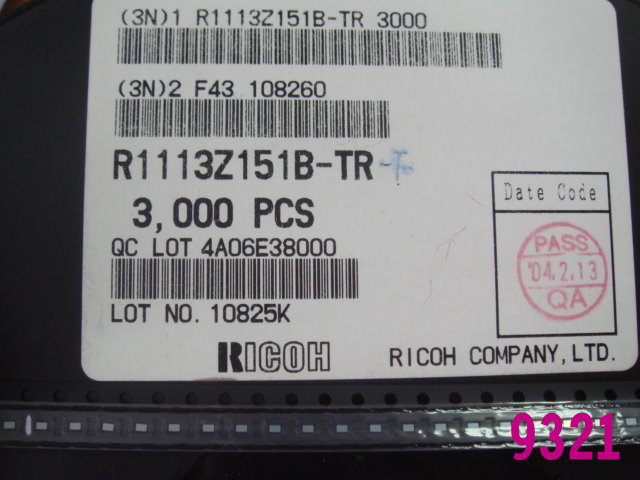 (3N)1 R1113Z151B-TR 3000
(3N)2 F43 108260
R1113Z151B-TR
3,000 PCS
QC LOT 4A06E38000
LOT NO. 10825K
Date Code
PASS
'04.2.13
QA
RICOH
RICOH COMPANY,LTD.
9321